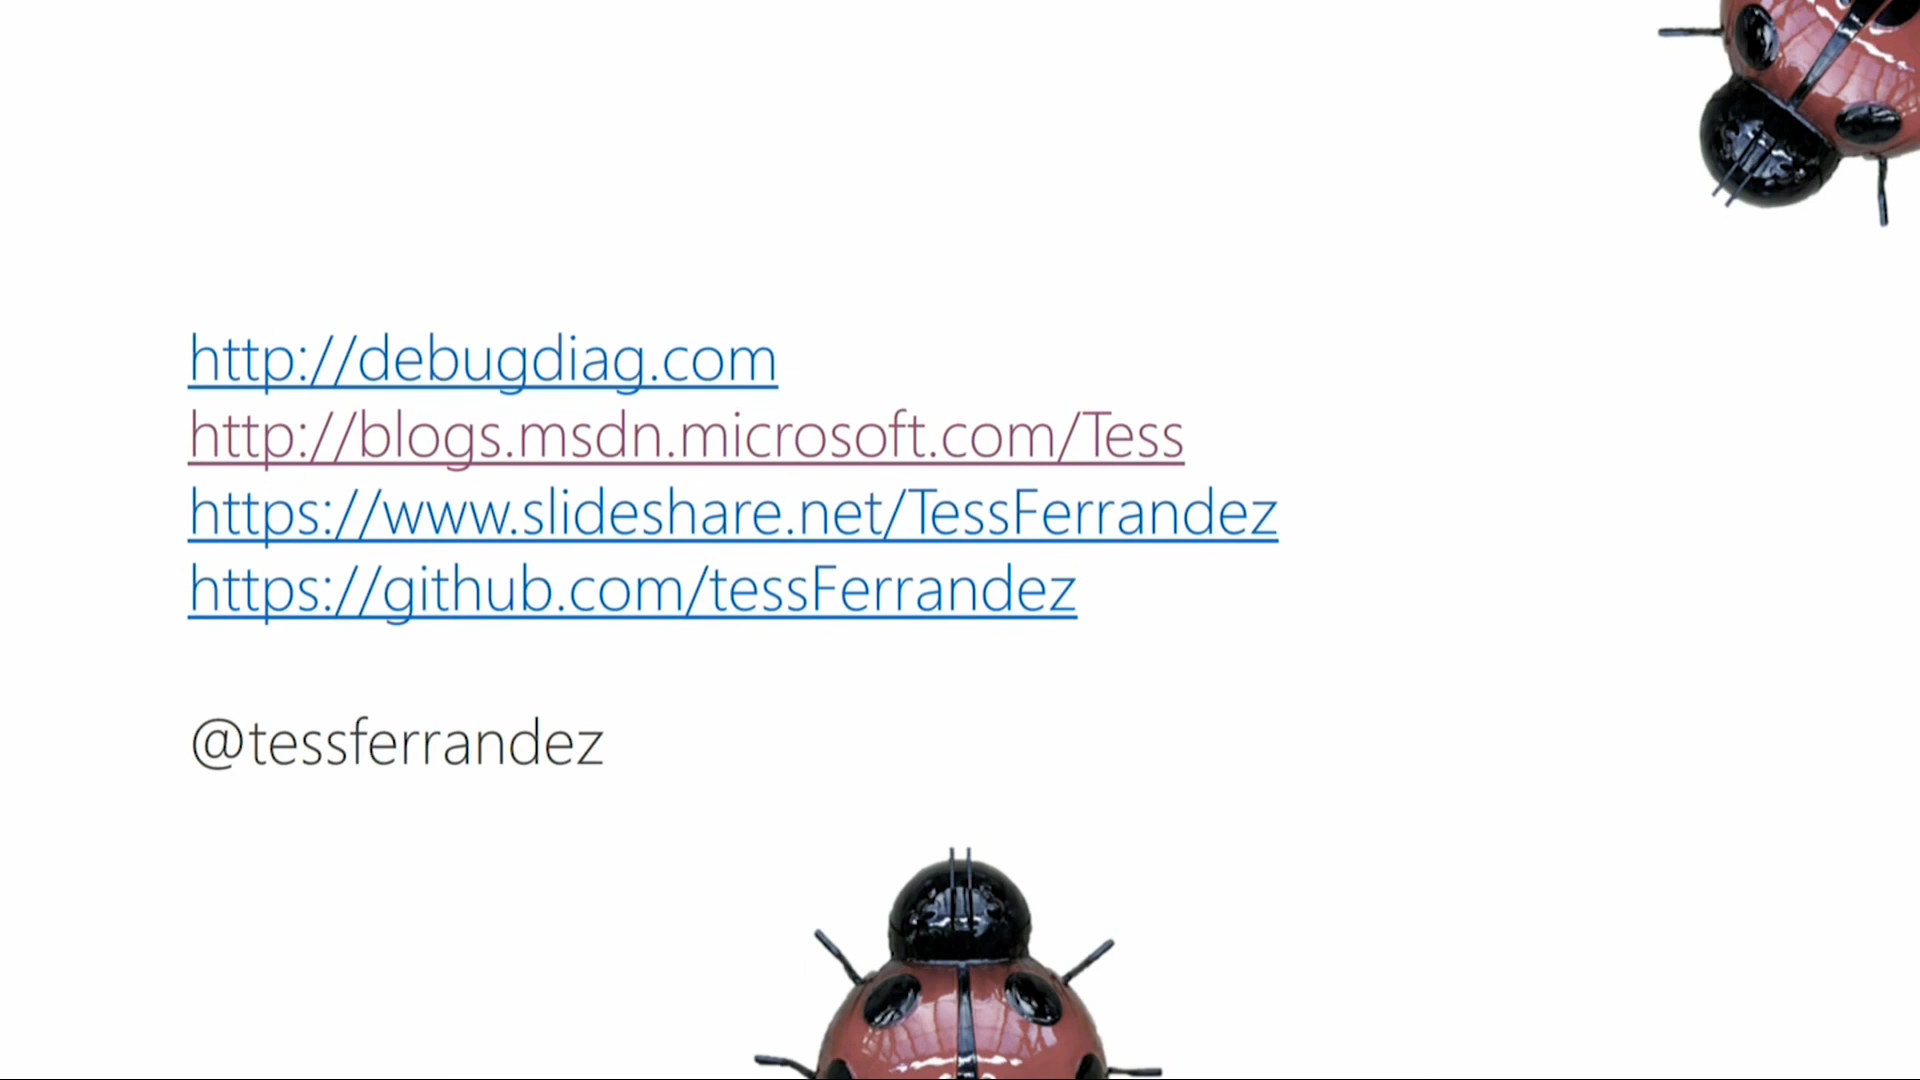 http://debugdiag.com
http://blogs.msdn.microsoft.com/Tess
https://www.slideshare.net/TessFerrandez
https://github.com/tessFerrandez
@tessferrandez